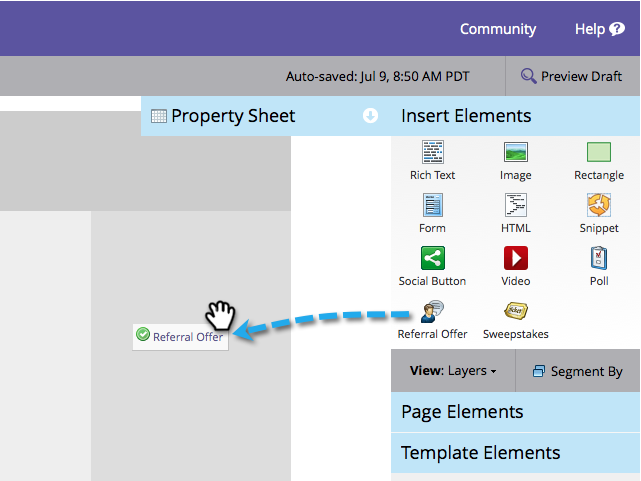 Community Help ?
Auto-saved: Jul 9, 8:50 AM PDT Preview Draft
Property Sheet Insert Elements
Rich Text Image Rectangle
Form HTML Snippet
Social Button Video Poll
Referral Offer Sweepstakes
Referral Offer
View: Layers Segment By
Page Elements
Template Elements